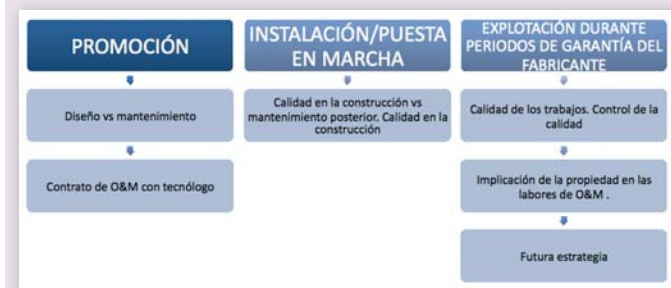 PROMOCIÓN
Diseño vs mantenimiento
Contrato de O&M con tecnólogo
INSTALACIÓN/PUESTA
EN MARCHA
Calidad en la construcción vs
mantenimiento posterior. Calidad en la
construcción
EXPLOTACIÓN DURANTE
PERIODOS DE GARANTÍA DEL
FABRICANTE
Calidad de los trabajos. Control de la
calidad
Implicación de la propiedad en las
labores de O&M .
Futura estrategia